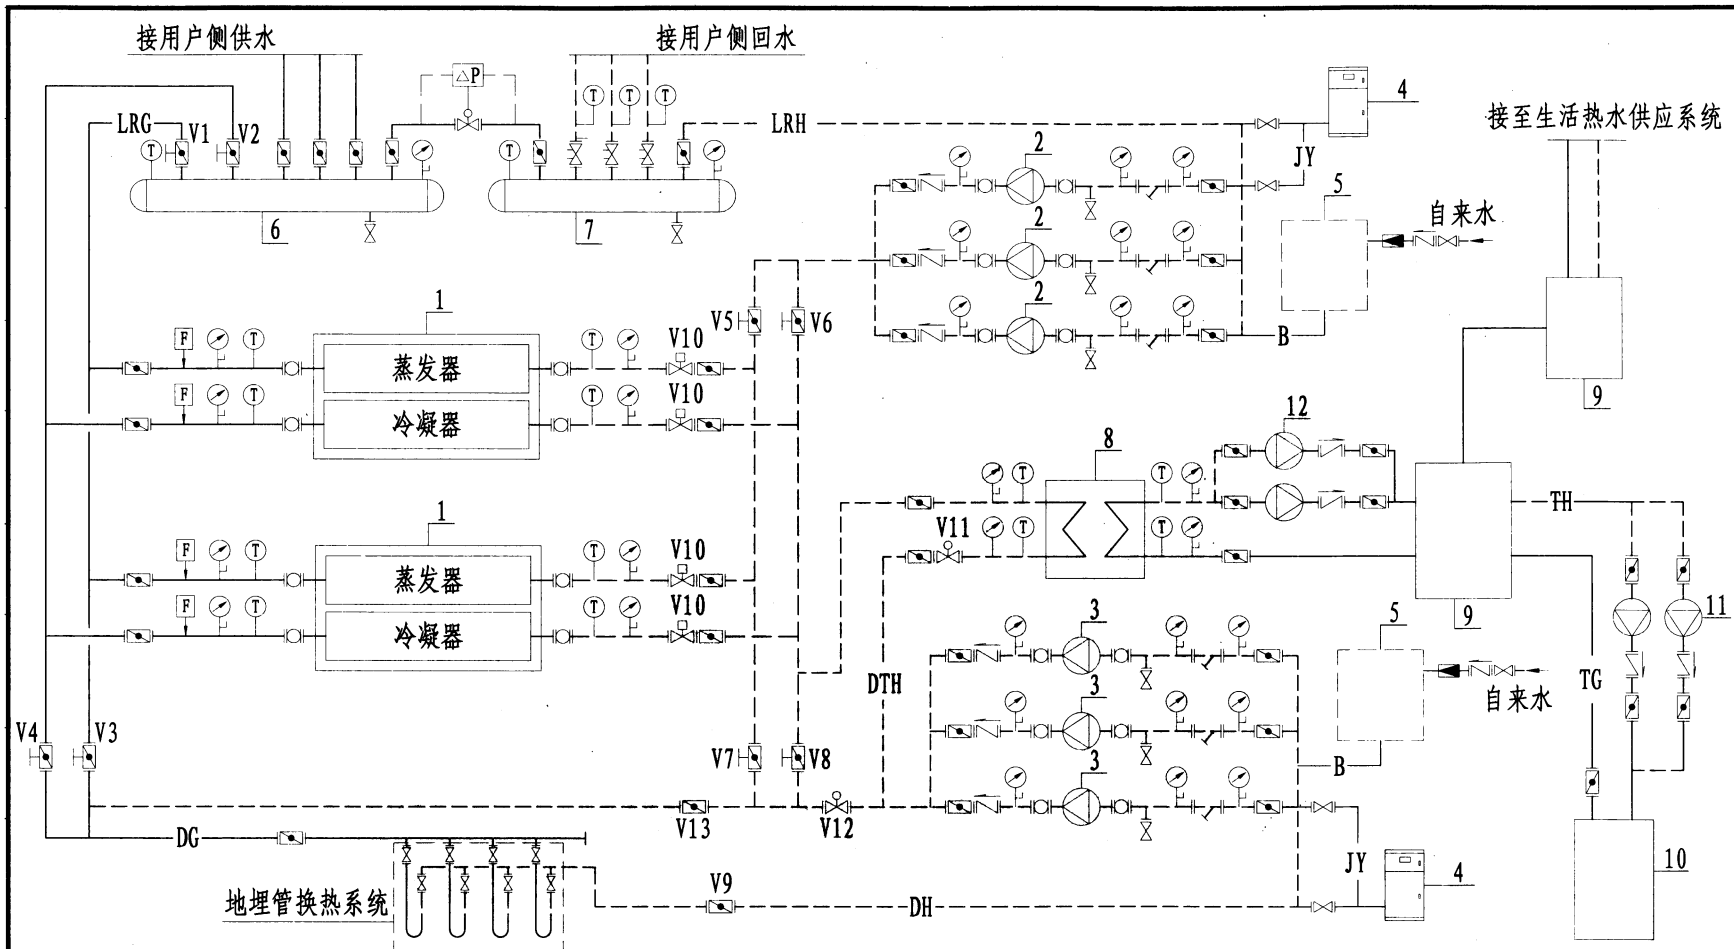 接用户侧供水
接用户侧回水
P
4
LRG
V1
V2
T
T
T
LRH
接至生活热水供应系统
2
JY
T
T
5
自来水
6
7
2
2
1
V5
V6
B
F
T
T
V10
蒸发器
9
F
T
T
V10
冷凝器
12
8
T
T
1
TH
V11
T
T
F
T
T
V10
蒸发器
11
F
T
T
V10
冷凝器
3
5
9
DTH
TG
3
自来水
V4
V3
V7
V8
3
B
V13
V12
DG
JY
4
10
V9
地埋管换热系统
DH